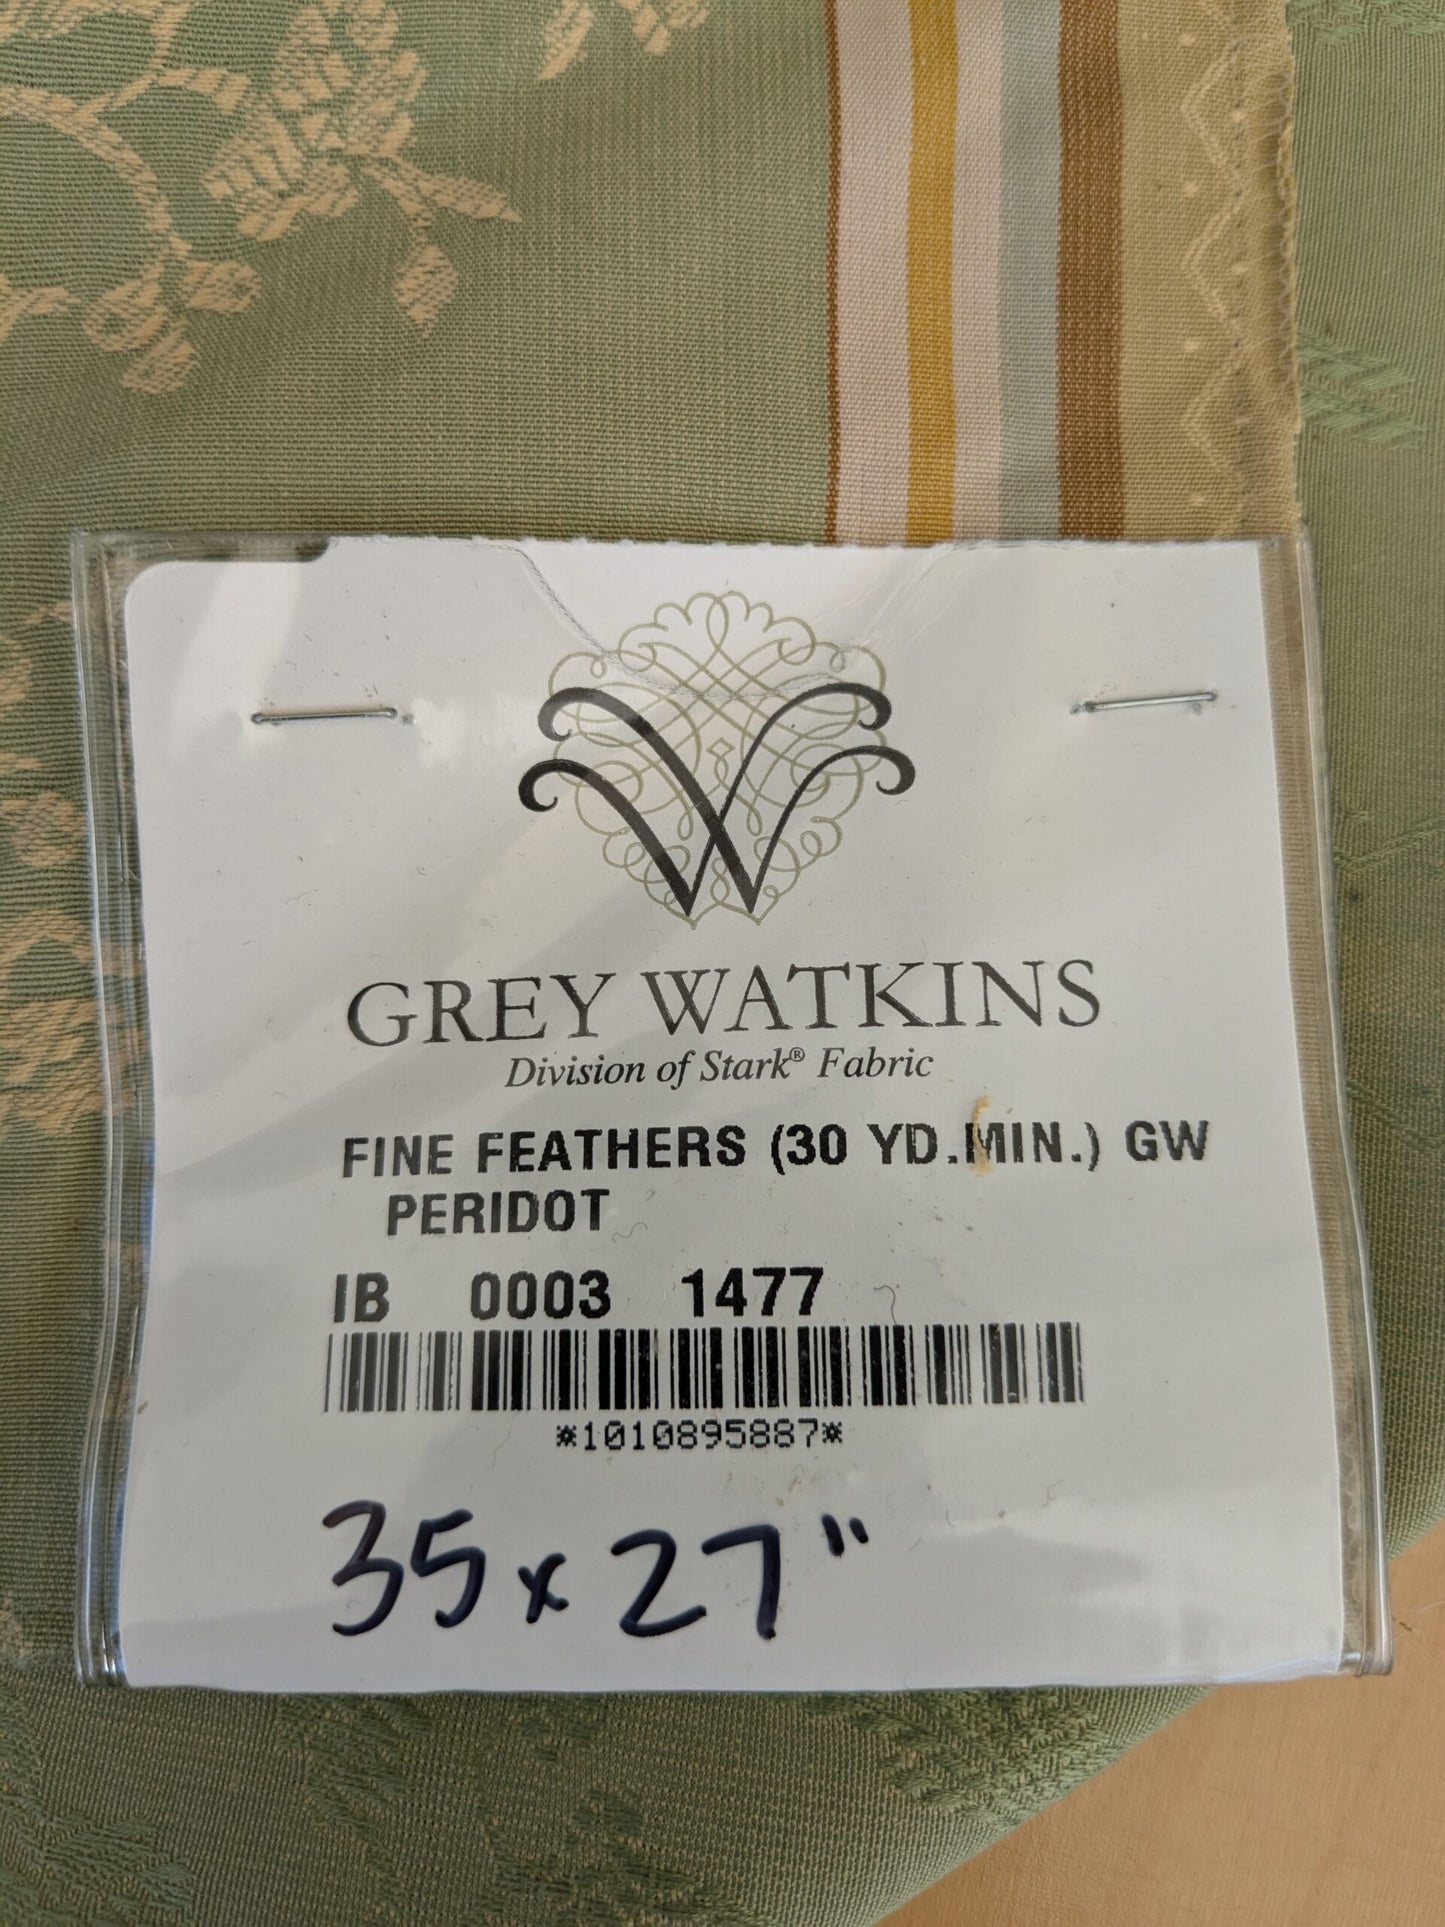 W
GREY WATKINS
Division of Stark® Fabric
FINE FEATHERS (30 YD.MIN.) GW
PERIDOT
IB 0003 1477
*1010895887*
35 x 27"